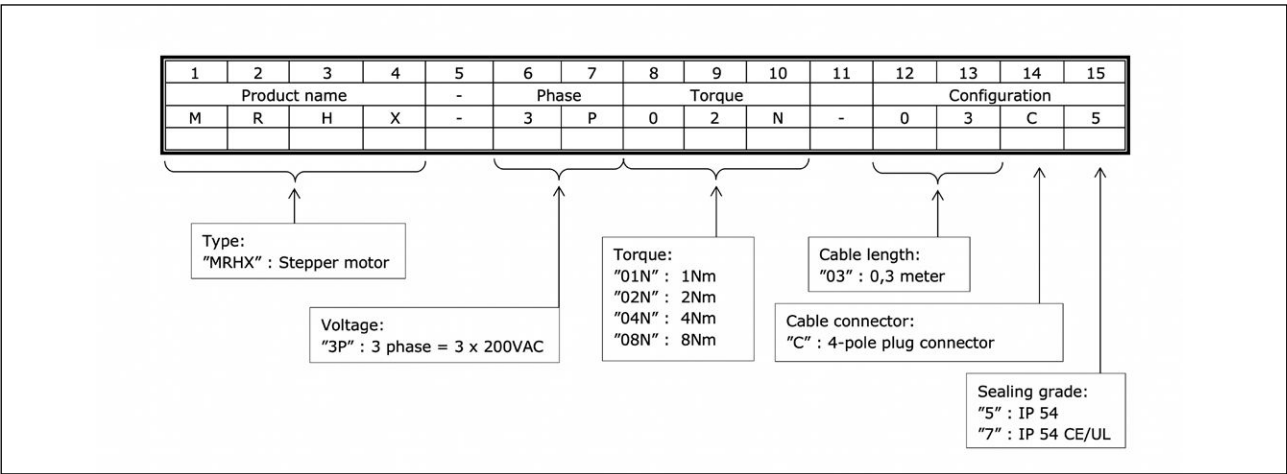 1 2 3 4 5 6 7 8 9 10 11 12 13 14 15
Product name - Phase Torque Configuration
M R H X - 3 P 0 2 N - 0 3 C 5
Type:
"MRHX" : Stepper motor
Voltage:
"3P" : 3 phase = 3 x 200VAC
Torque:
"01N" : 1Nm
"02N" : 2Nm
"04N" : 4Nm
"08N" : 8Nm
Cable length:
"03" : 0,3 meter
Cable connector:
"C" : 4-pole plug connector
Sealing grade:
"5" : IP 54
"7" : IP 54 CE/UL